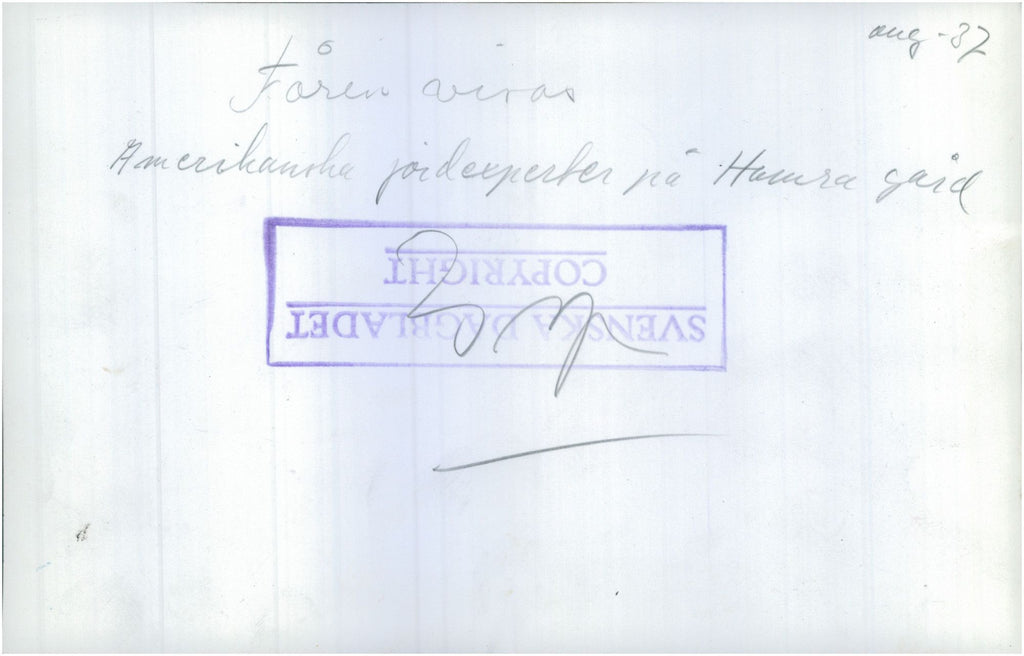 aug - 37
Fåren visas
Amerikanska jordexperter på Hamra gård
SVENSKA DAGBLADET
COPYRIGHT